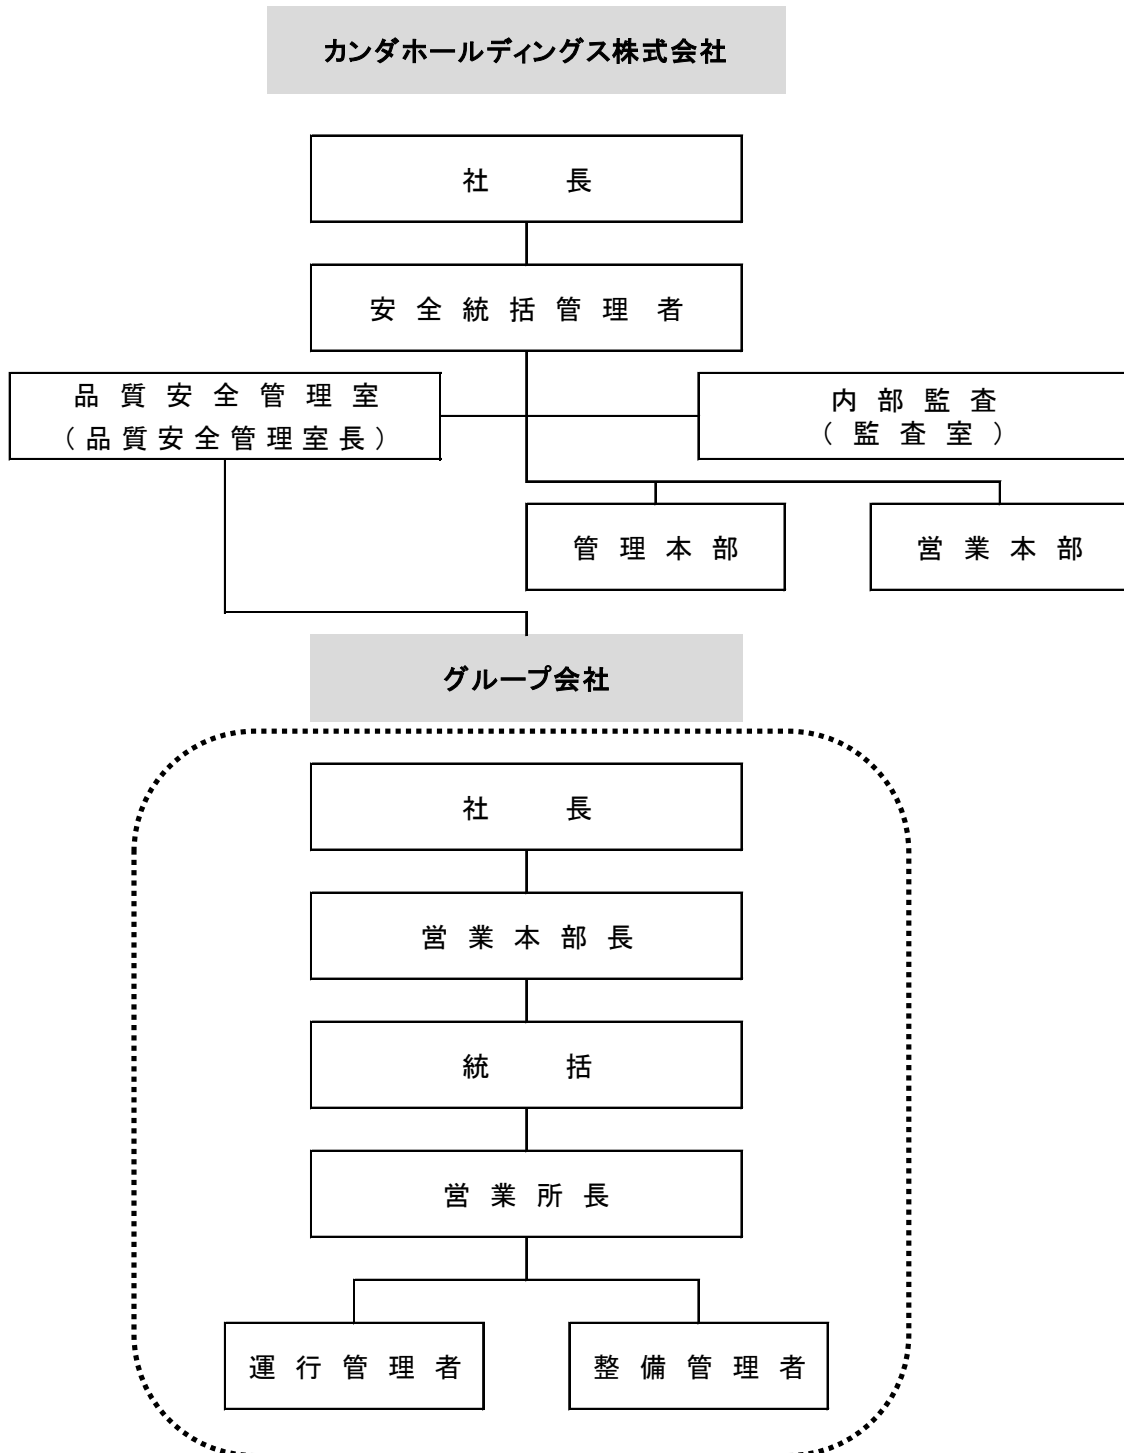 カンダホールディングス株式会社
社 長
安 全 統 括 管 理 者
品 質 安 全 管 理 室
（ 品 質 安 全 管 理 室 長 ）
内 部 監 査
（ 監 査 室 ）
管 理 本 部
営 業 本 部
グループ会社
社 長
営 業 本 部 長
統 括
営 業 所 長
運 行 管 理 者
整 備 管 理 者